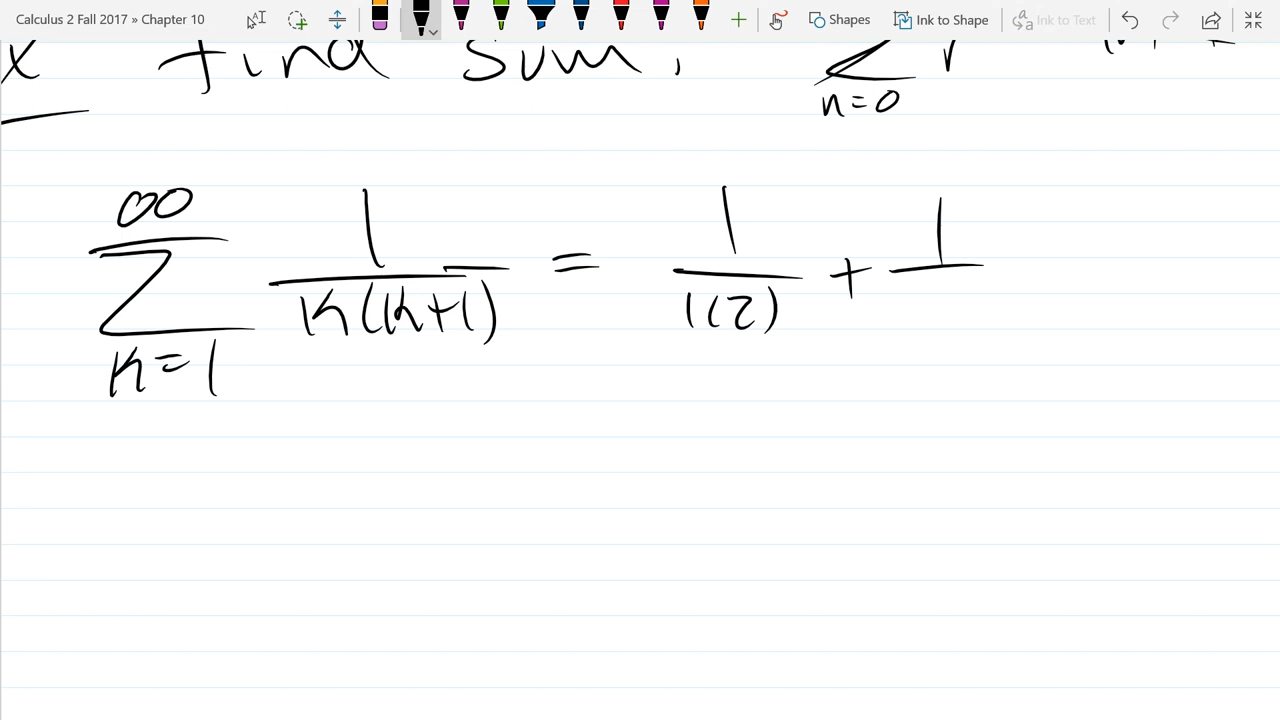 Calculus 2 Fall 2017 » Chapter 10 Shapes Ink to Shape Ink to Text
x find sum.
n=0
∞
∑ 1/(k(k+1)) = 1/(1(2)) + 1/
k=1